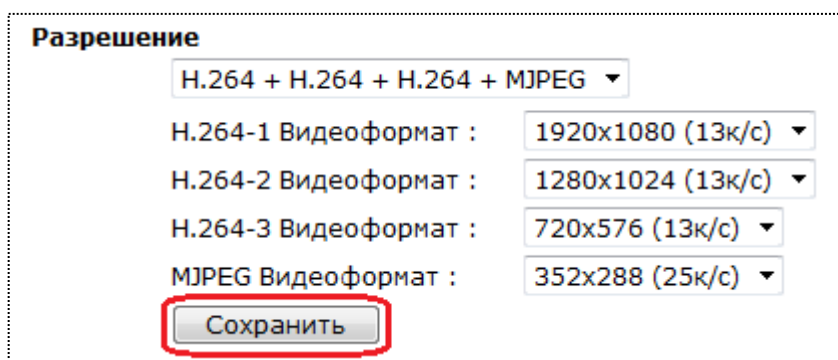 Разрешение
H.264 + H.264 + H.264 + MJPEG
H.264-1 Видеоформат : 1920x1080 (13к/с)
H.264-2 Видеоформат : 1280x1024 (13к/с)
H.264-3 Видеоформат : 720x576 (13к/с)
MJPEG Видеоформат : 352x288 (25к/с)
Сохранить